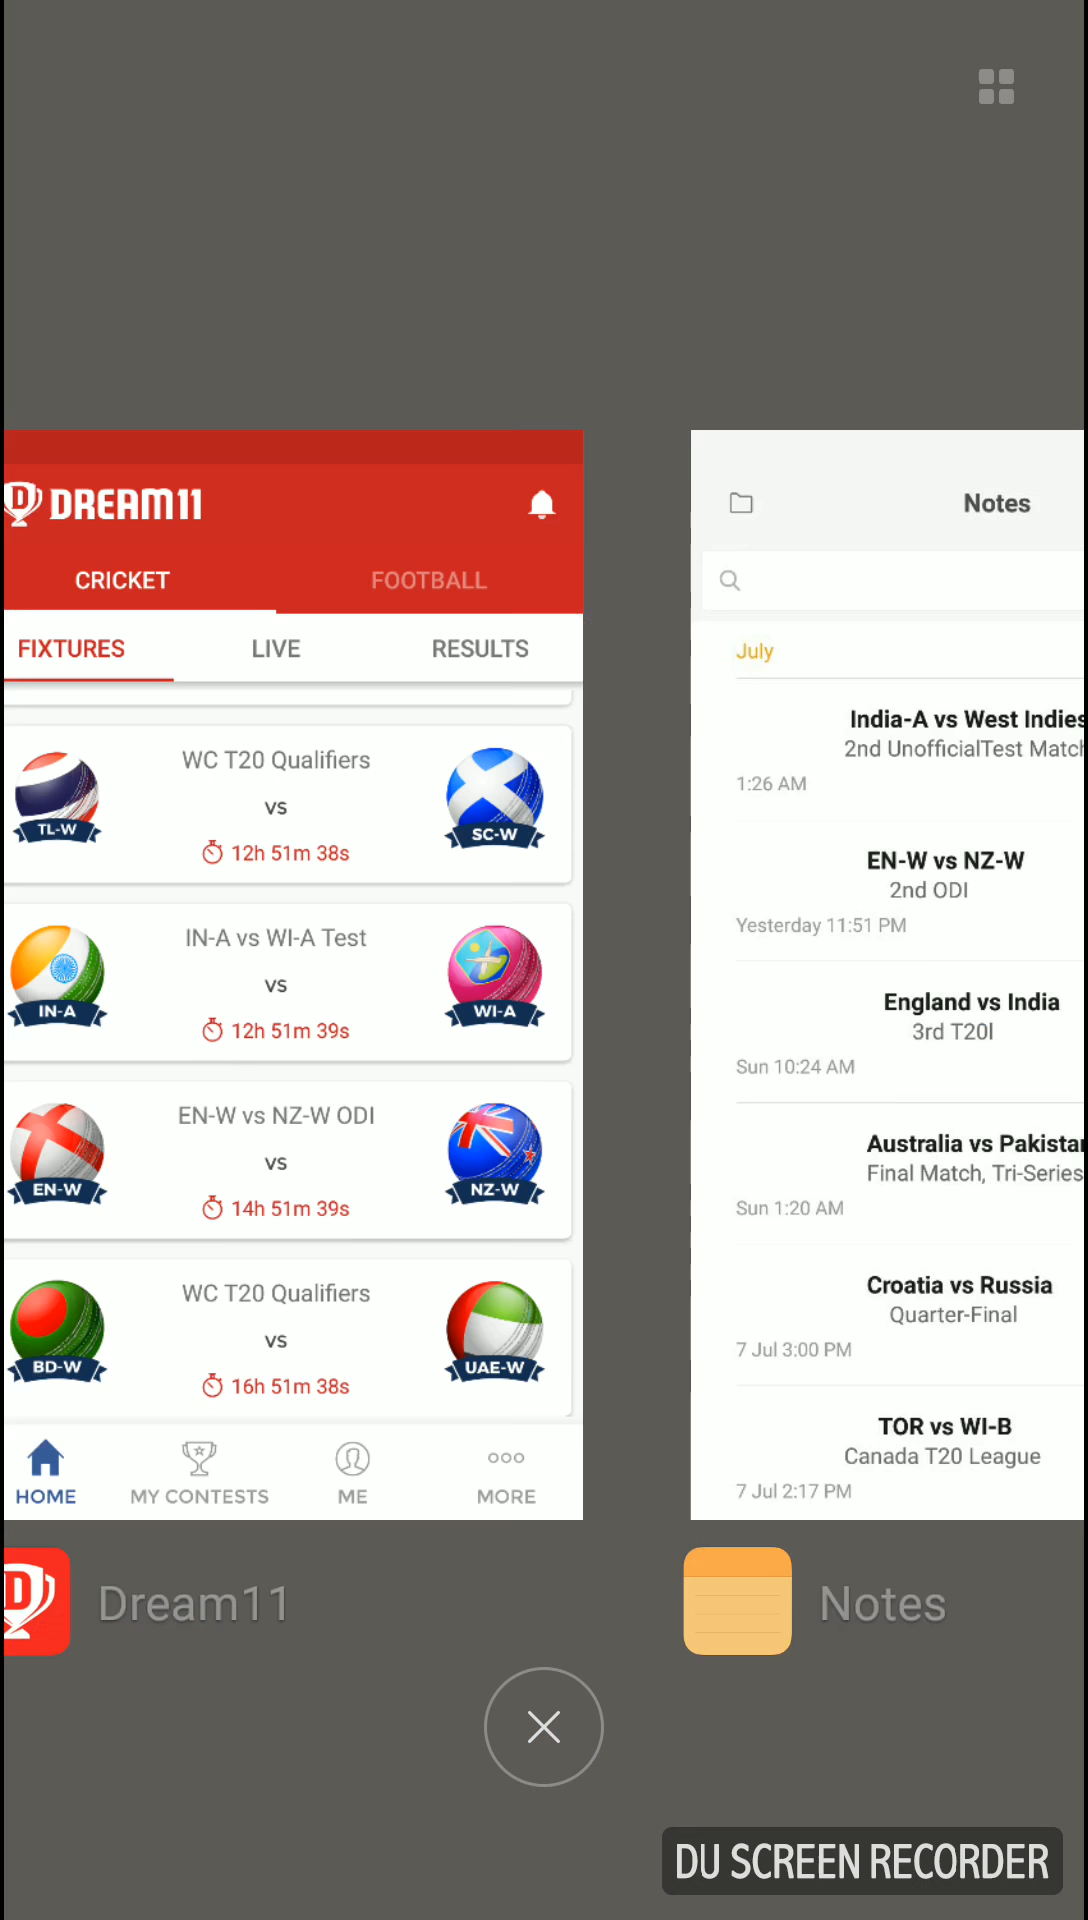 DREAM11
CRICKET
FOOTBALL
FIXTURES
LIVE
RESULTS
WC T20 Qualifiers
TL-W
vs
SC-W
12h 51m 38s
IN-A vs WI-A Test
IN-A
vs
WI-A
12h 51m 39s
EN-W vs NZ-W ODI
EN-W
vs
NZ-W
14h 51m 39s
WC T20 Qualifiers
BD-W
vs
UAE-W
16h 51m 38s
HOME
MY CONTESTS
ME
MORE
Dream11
Notes
July
India-A vs West Indies
2nd UnofficialTest Match
1:26 AM
EN-W vs NZ-W
2nd ODI
Yesterday 11:51 PM
England vs India
3rd T20l
Sun 10:24 AM
Australia vs Pakistan
Final Match, Tri-Series
Sun 1:20 AM
Croatia vs Russia
Quarter-Final
7 Jul 3:00 PM
TOR vs WI-B
Canada T20 League
7 Jul 2:17 PM
Notes
DU SCREEN RECORDER